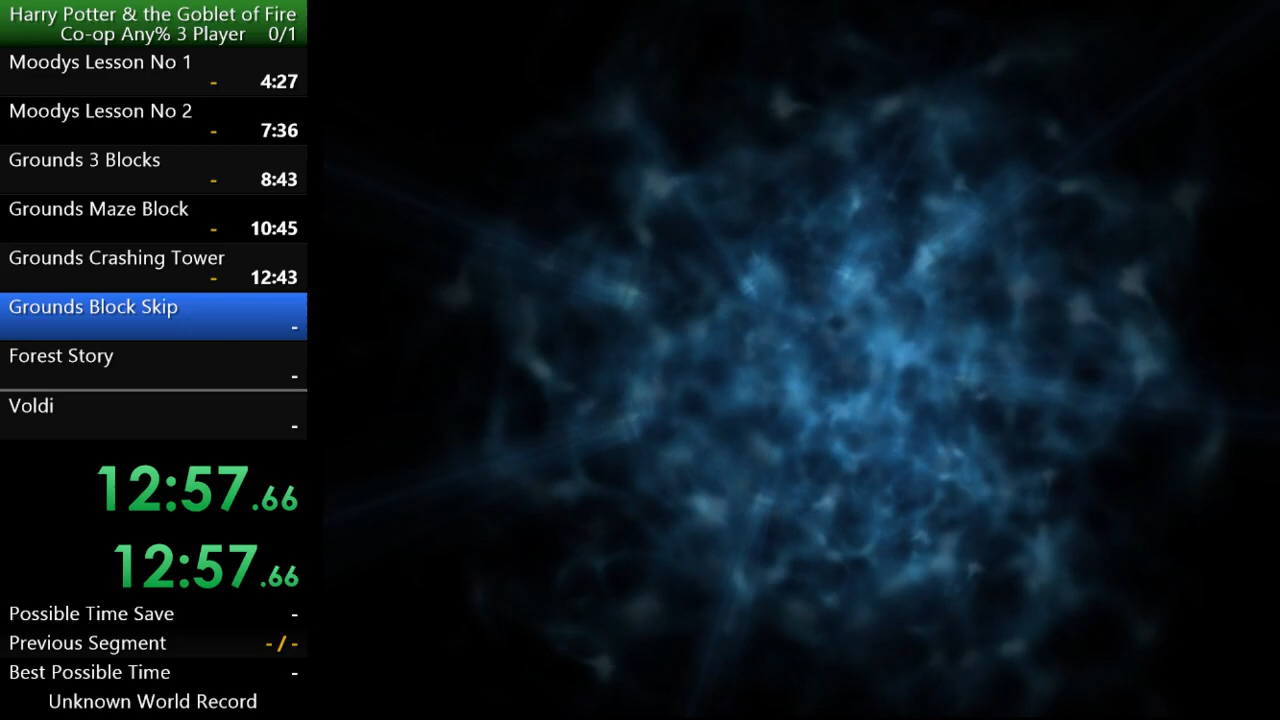 Harry Potter & the Goblet of Fire
Co-op Any% 3 Player 0/1
Moodys Lesson No 1
- 4:27
Moodys Lesson No 2
- 7:36
Grounds 3 Blocks
- 8:43
Grounds Maze Block
- 10:45
Grounds Crashing Tower
- 12:43
Grounds Block Skip
-
Forest Story
-
Voldi
-
12:57.66
12:57.66
Possible Time Save -
Previous Segment - / -
Best Possible Time -
Unknown World Record